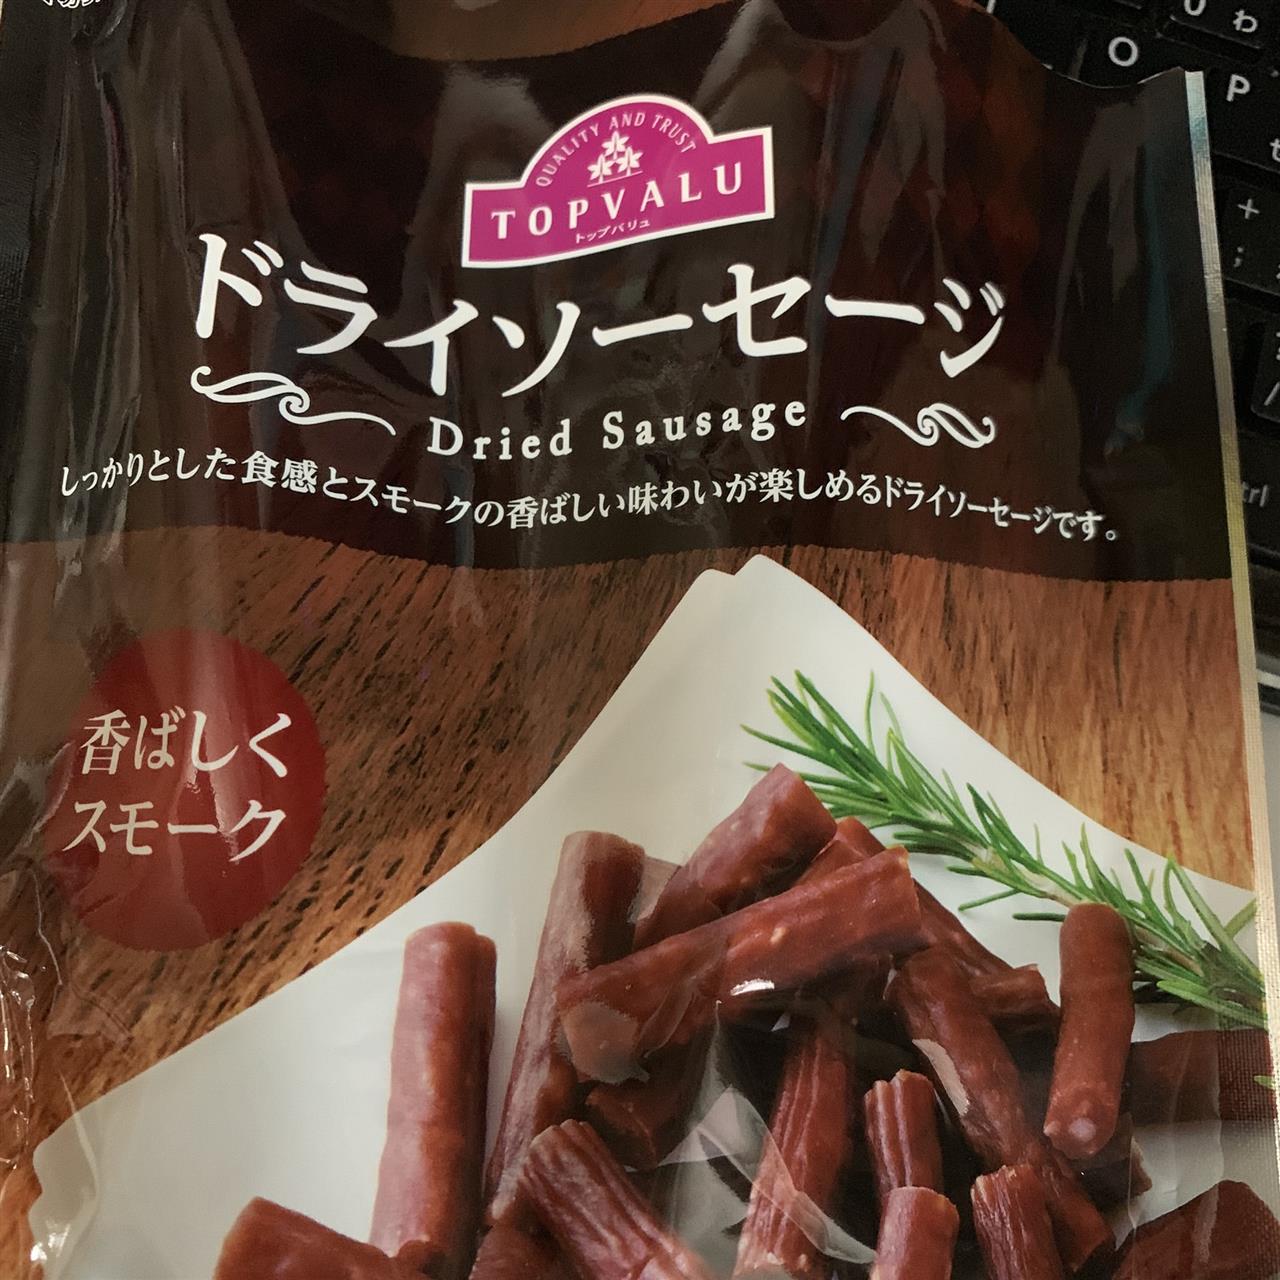 QUALITY AND TRUST
TOPVALU
トップバリュ
ドライソーセージ
Dried Sausage
しっかりとした食感とスモークの香ばしい味わいが楽しめるドライソーセージです。
香ばしく
スモーク
O
P
わ
+
;